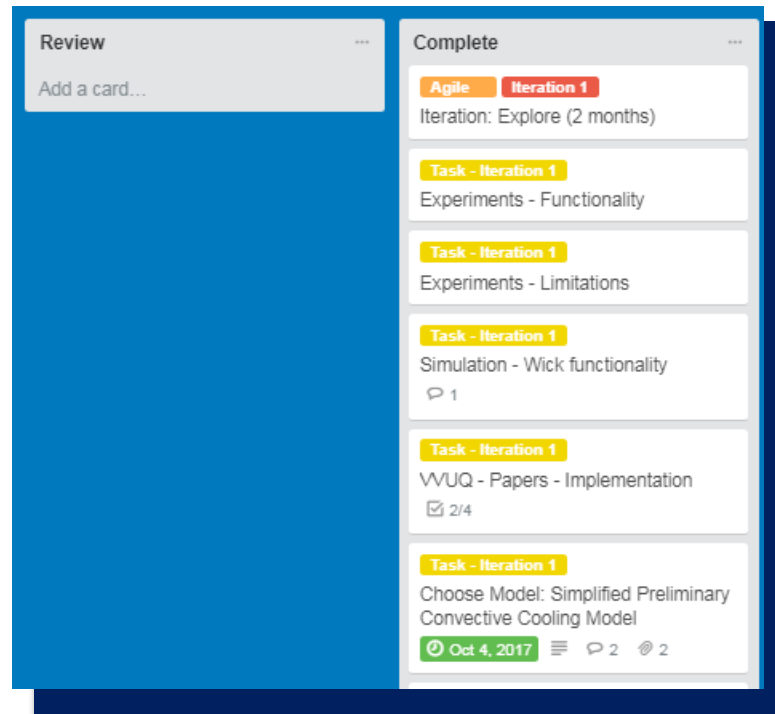 Review
Add a card...
Complete
Agile Iteration 1
Iteration: Explore (2 months)
Task - Iteration 1
Experiments - Functionality
Task - Iteration 1
Experiments - Limitations
Task - Iteration 1
Simulation - Wick functionality
1
Task - Iteration 1
VVUQ - Papers - Implementation
2/4
Task - Iteration 1
Choose Model: Simplified Preliminary
Convective Cooling Model
Oct 4, 2017 2 2